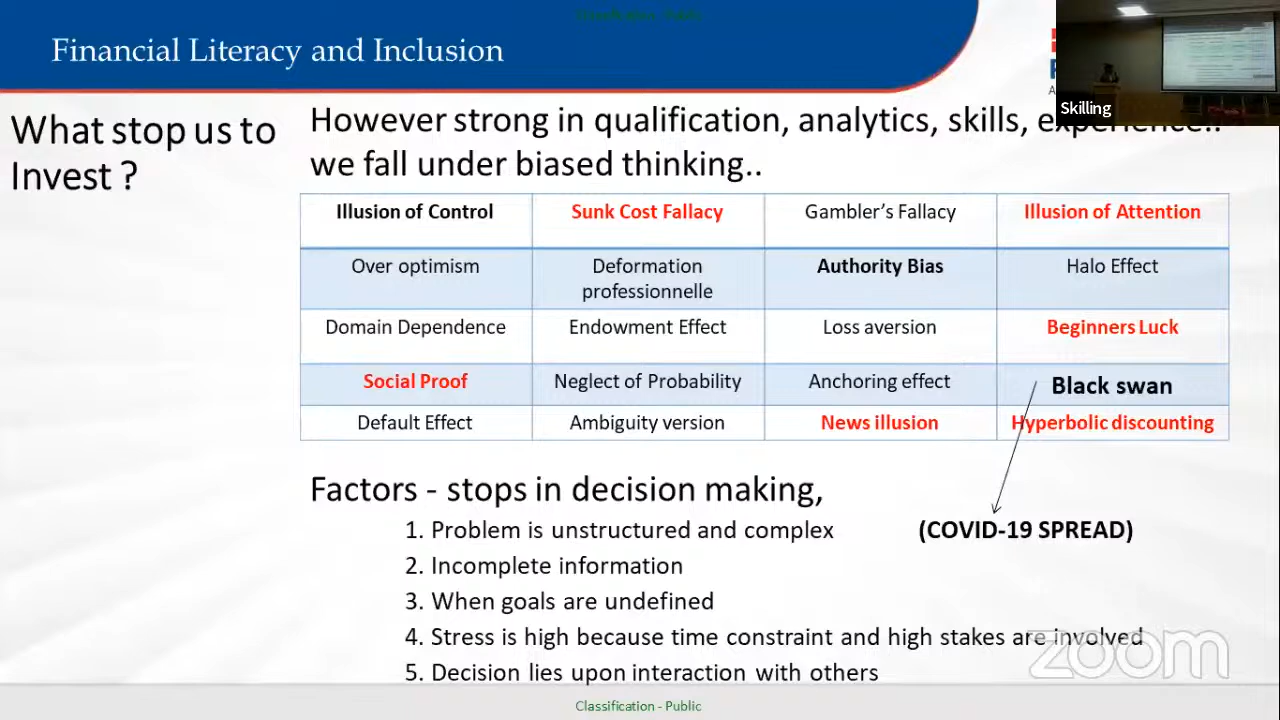 Classification - Public
Financial Literacy and Inclusion
Skilling
What stop us to
Invest ?
However strong in qualification, analytics, skills, experience..
we fall under biased thinking..
Illusion of Control
Sunk Cost Fallacy
Gambler's Fallacy
Illusion of Attention
Over optimism
Deformation
professionnelle
Authority Bias
Halo Effect
Domain Dependence
Endowment Effect
Loss aversion
Beginners Luck
Social Proof
Neglect of Probability
Anchoring effect
Black swan
Default Effect
Ambiguity version
News illusion
Hyperbolic discounting
Factors - stops in decision making,
1. Problem is unstructured and complex
(COVID-19 SPREAD)
2. Incomplete information
3. When goals are undefined
4. Stress is high because time constraint and high stakes are involved
5. Decision lies upon interaction with others
zoom
Classification - Public